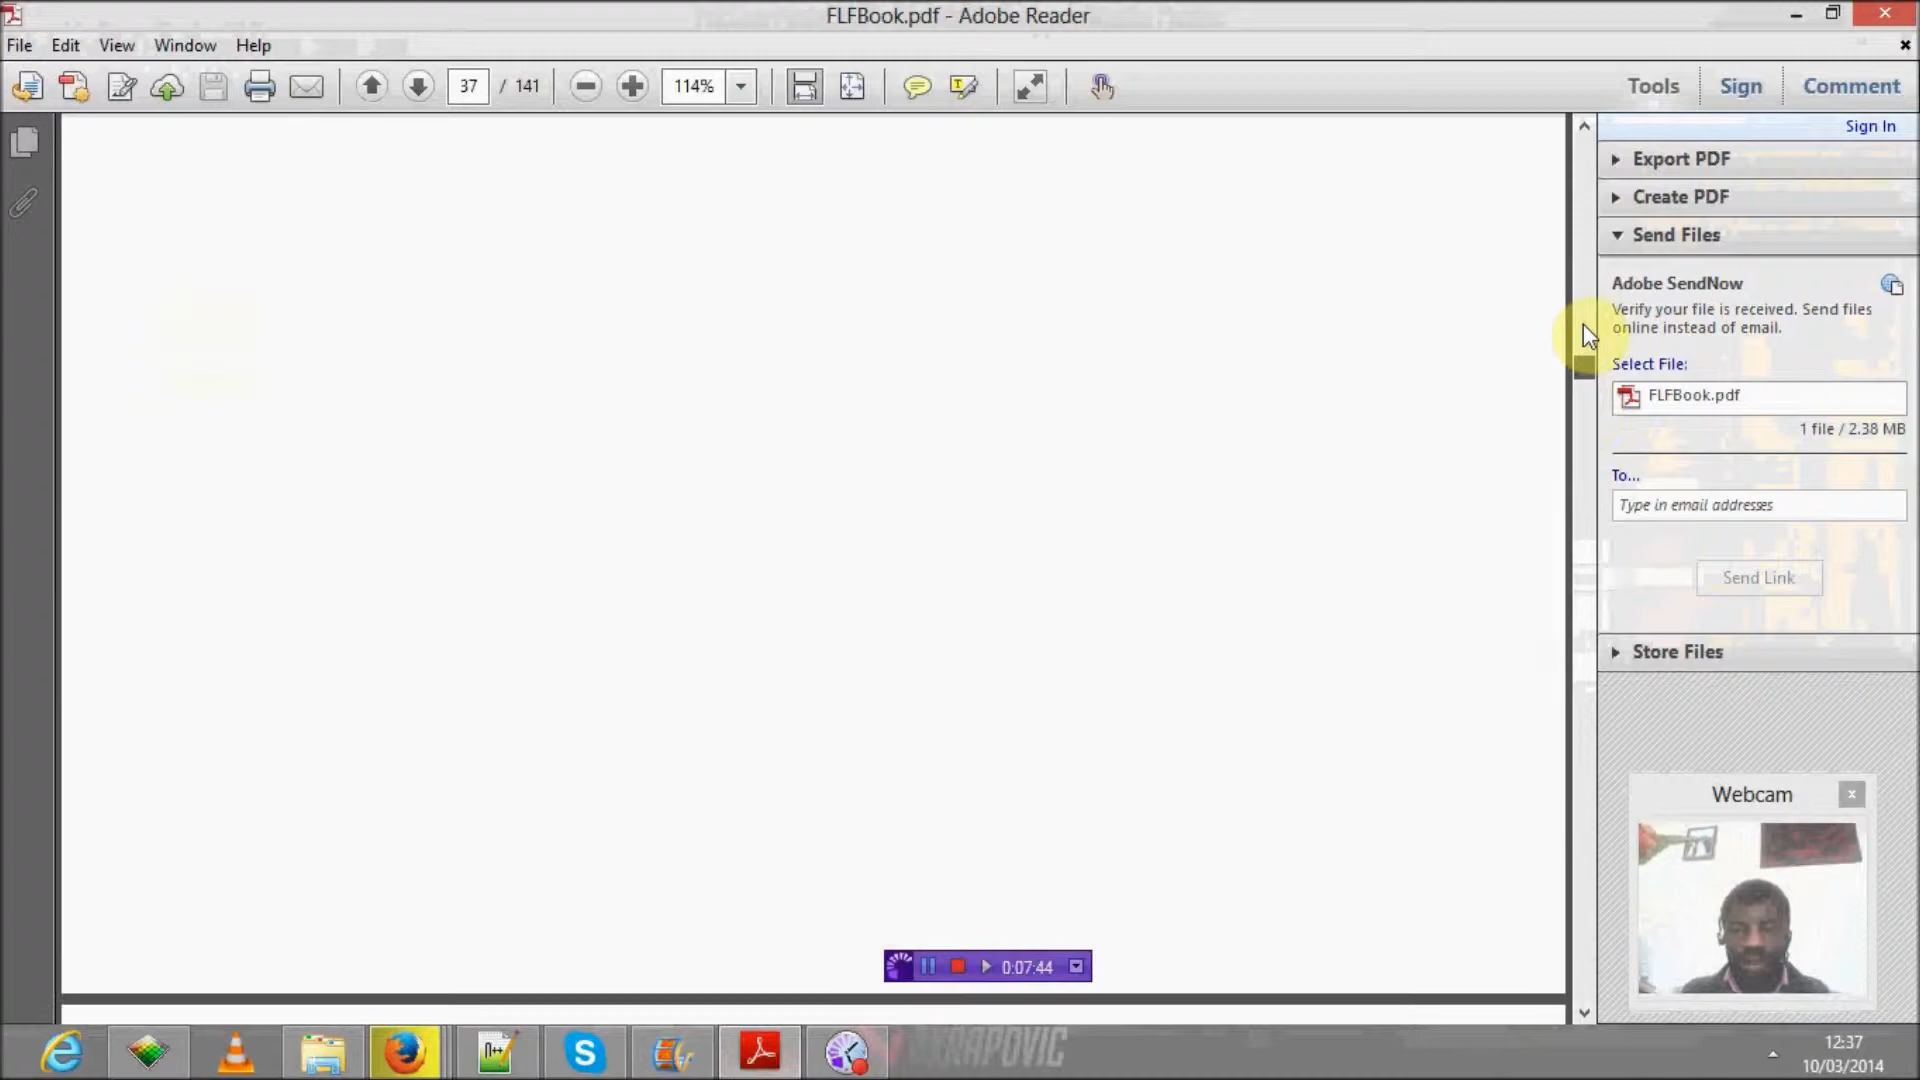 FLFBook.pdf - Adobe Reader
File Edit View Window Help
37 / 141 114% Tools Sign Comment
Sign In
Export PDF
Create PDF
Send Files
Adobe SendNow
Verify your file is received. Send files
online instead of email.
Select File:
FLFBook.pdf
1 file / 2.38 MB
To...
Type in email addresses
Send Link
Store Files
Webcam
0:07:44
12:37
10/03/2014